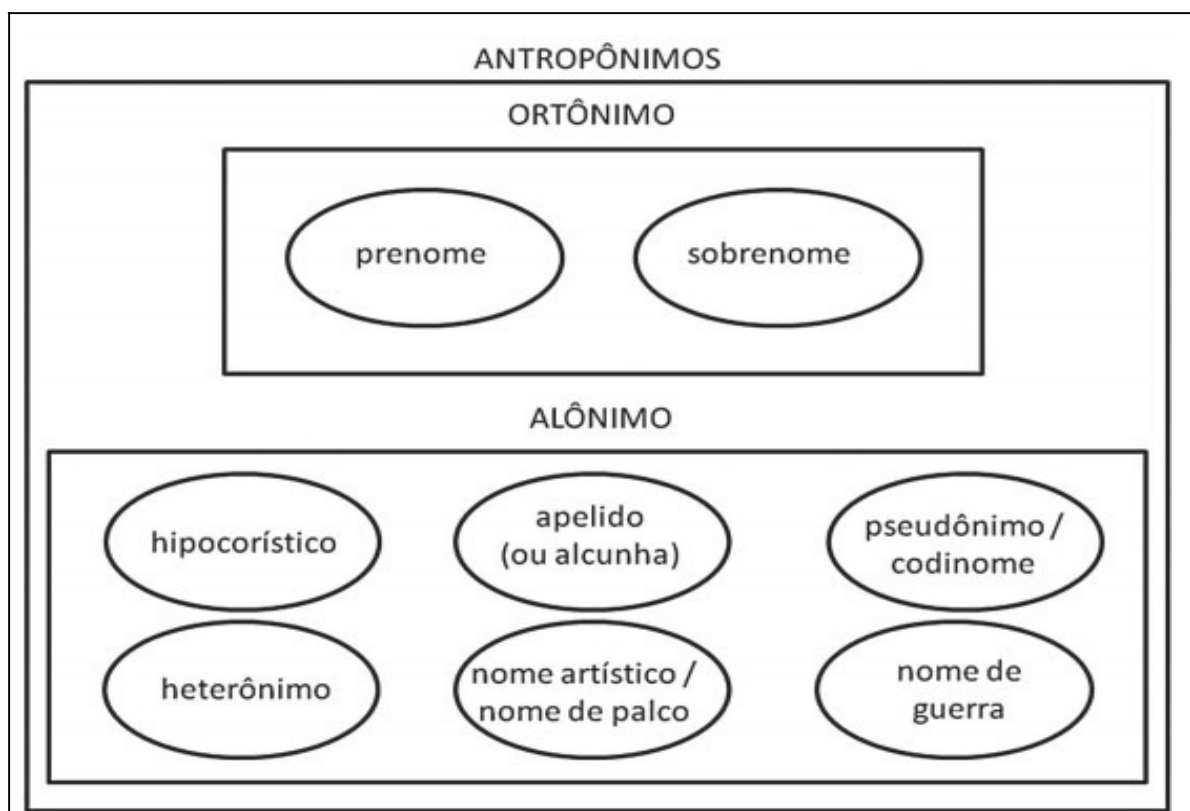 ANTROPÔNIMOS
ORTÔNIMO
prenome
sobrenome
ALÔNIMO
hipocorístico
apelido
(ou alcunha)
pseudônimo /
codinome
heterônimo
nome artístico /
nome de palco
nome de
guerra